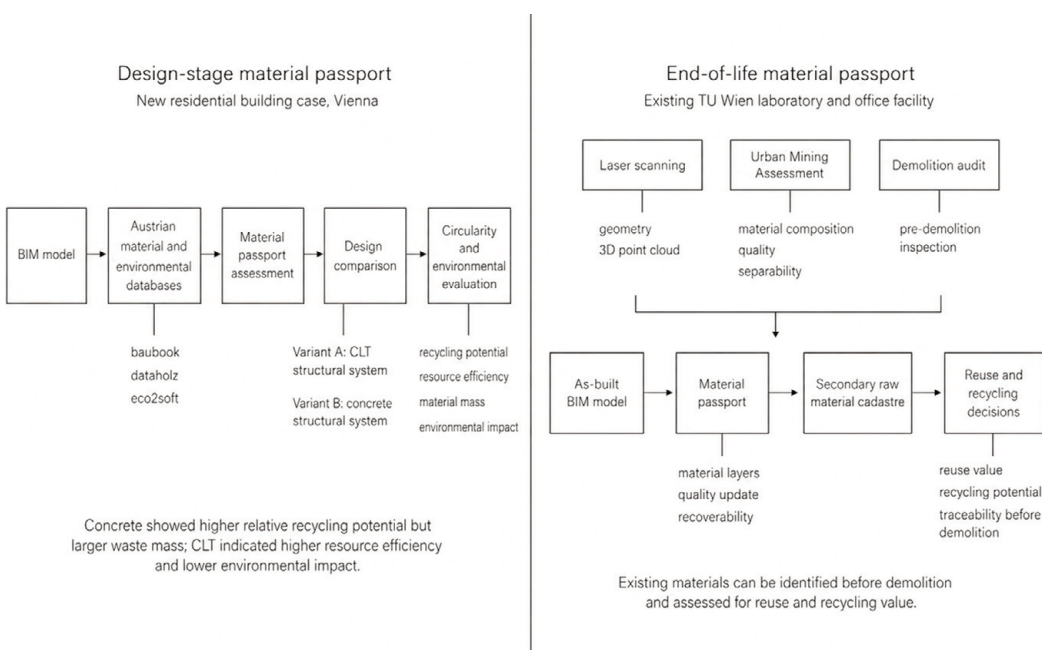 Design-stage material passport
New residential building case, Vienna
BIM model
Austrian
material and
environmental
databases
Material
passport
assessment
Design
comparison
Circularity
and
environmental
evaluation
baubook
dataholz
eco2soft
Variant A: CLT
structural system
Variant B: concrete
structural system
recycling potential
resource efficiency
material mass
environmental impact
Concrete showed higher relative recycling potential but
larger waste mass; CLT indicated higher resource efficiency
and lower environmental impact.
End-of-life material passport
Existing TU Wien laboratory and office facility
Laser scanning
Urban Mining
Assessment
Demolition audit
geometry
3D point cloud
material composition
quality
separability
pre-demolition
inspection
As-built
BIM model
Material
passport
Secondary raw
material cadastre
Reuse and
recycling
decisions
material layers
quality update
recoverability
reuse value
recycling potential
traceability before
demolition
Existing materials can be identified before demolition
and assessed for reuse and recycling value.